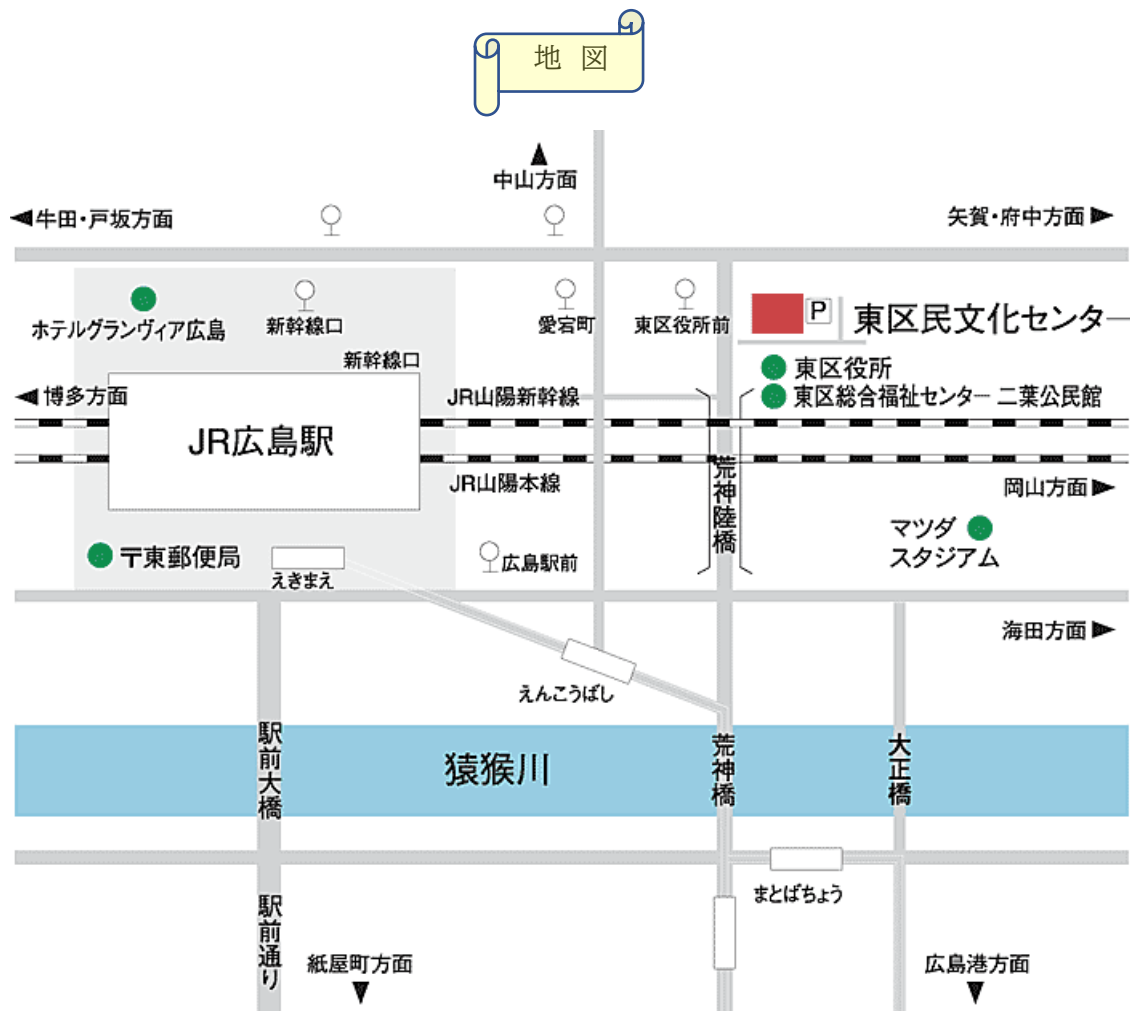 地 図
中山方面
◀牛田・戸坂方面
矢賀・府中方面▶
ホテルグランヴィア広島
新幹線口
愛宕町
東区役所前
P
東区民文化センター
新幹線口
東区役所
東区総合福祉センター 二葉公民館
◀博多方面
JR山陽新幹線
JR広島駅
JR山陽本線
荒神陸橋
岡山方面▶
マツダ
スタジアム
〒東郵便局
えきまえ
広島駅前
海田方面▶
えんこうばし
駅前大橋
猿猴川
荒神橋
大正橋
まとばちょう
駅前通り
紙屋町方面
広島港方面